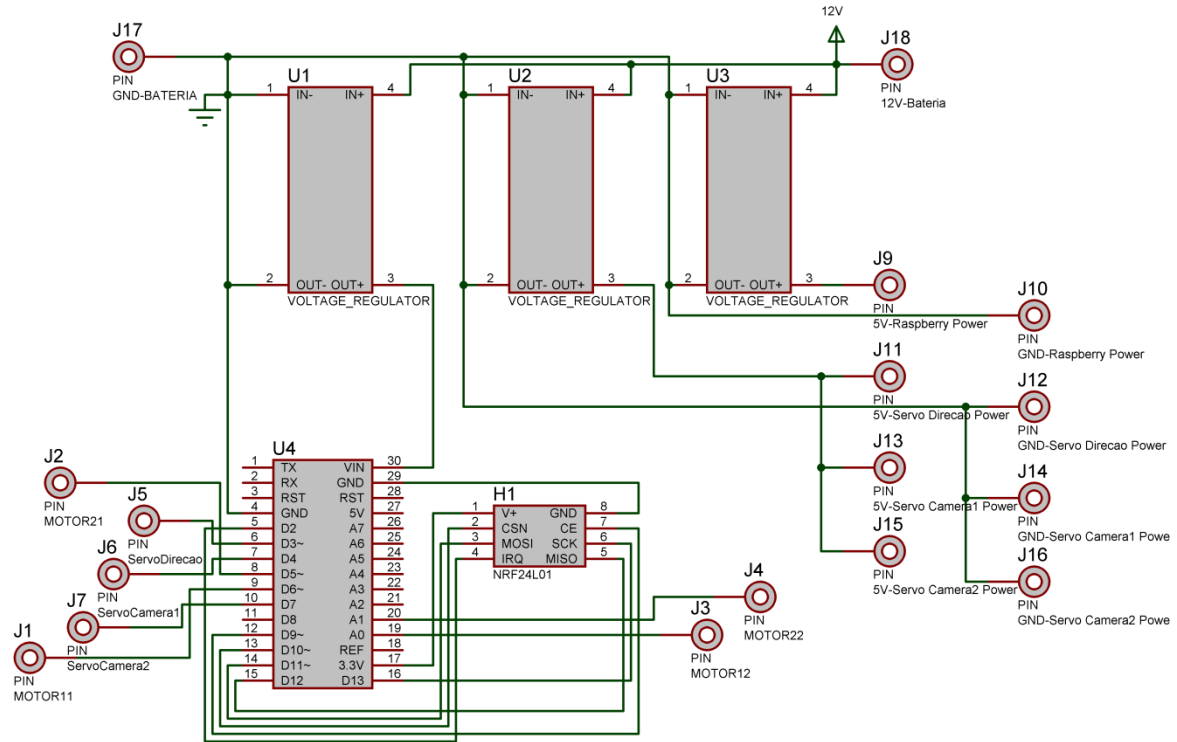 12V
J17
PIN
GND-BATERIA
J18
PIN
12V-Bateria
U1
1 IN- IN+ 4
2 OUT- OUT+ 3
VOLTAGE_REGULATOR
U2
1 IN- IN+ 4
2 OUT- OUT+ 3
VOLTAGE_REGULATOR
U3
1 IN- IN+ 4
2 OUT- OUT+ 3
VOLTAGE_REGULATOR
J9
PIN
5V-Raspberry Power
J10
PIN
GND-Raspberry Power
J11
PIN
5V-Servo Direcao Power
J12
PIN
GND-Servo Direcao Power
J13
PIN
5V-Servo Camera1 Power
J14
PIN
GND-Servo Camera1 Powe
J15
PIN
5V-Servo Camera2 Power
J16
PIN
GND-Servo Camera2 Powe
J2
PIN
MOTOR21
J5
PIN
ServoDirecao
J6
PIN
ServoCamera1
J7
PIN
ServoCamera2
J1
PIN
MOTOR11
U4
1 TX VIN 30
2 RX GND 29
3 RST RST 28
4 GND 5V 27
5 D2 A7 26
6 D3~ A6 25
7 D4 A5 24
8 D5~ A4 23
9 D6~ A3 22
10 D7 A2 21
11 D8 A1 20
12 D9~ A0 19
13 D10~ REF 18
14 D11~ 3.3V 17
15 D12 D13 16
H1
1 V+ GND 8
2 CSN CE 7
3 MOSI SCK 6
4 IRQ MISO 5
NRF24L01
J4
PIN
MOTOR22
J3
PIN
MOTOR12